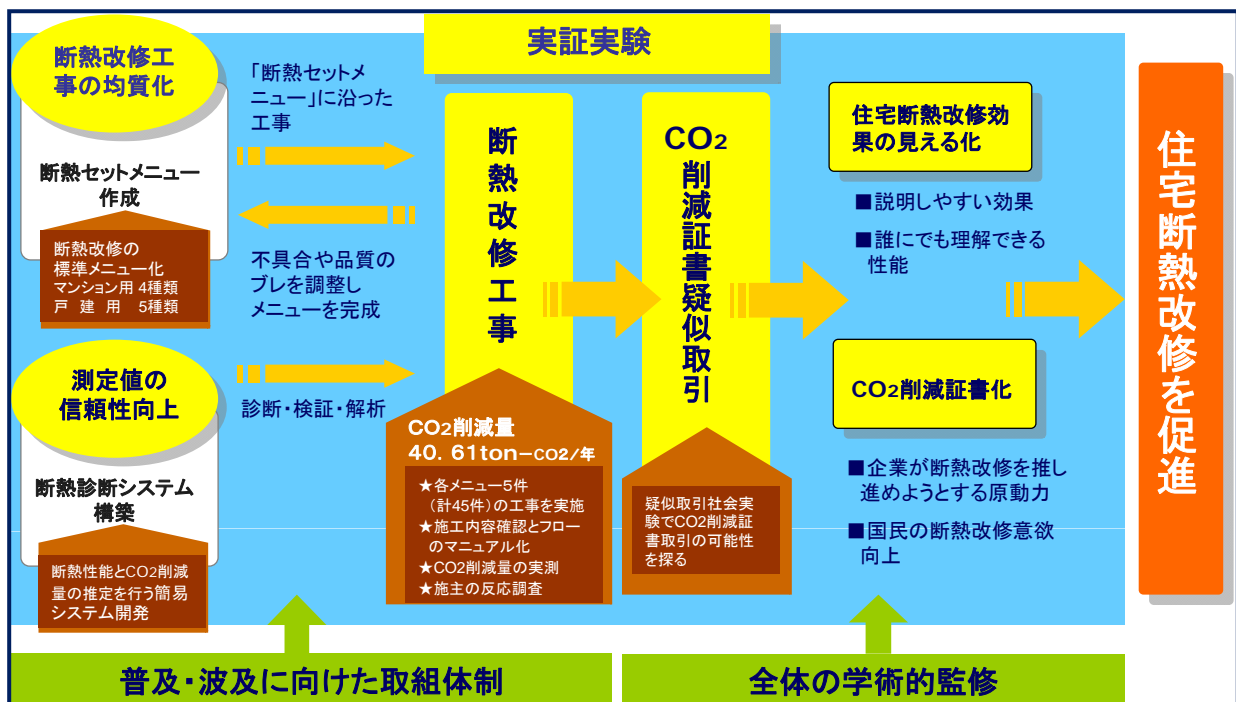 実証実験
断熱改修工
事の均質化
断熱セットメニュー
作成
断熱改修の
標準メニュー化
マンション用 4種類
戸 建 用 5種類
「断熱セットメ
ニュー」に沿った
工事
不具合や品質の
ブレを調整し
メニューを完成
測定値の
信頼性向上
断熱診断システム
構築
断熱性能とCO2削減
量の推定を行う簡易
システム開発
診断・検証・解析
断熱改修工事
CO2削減量
40．61ton－CO2/年
★各メニュー5件
（計45件）の工事を実施
★施工内容確認とフロー
のマニュアル化
★CO2削減量の実測
★施主の反応調査
CO2削減証書疑似取引
疑似取引社会実
験でCO2削減証
書取引の可能性
を探る
住宅断熱改修効
果の見える化
■説明しやすい効果
■誰にでも理解できる
性能
CO2削減証書化
■企業が断熱改修を推し
進めようとする原動力
■国民の断熱改修意欲
向上
住宅断熱改修を促進
普及・波及に向けた取組体制
全体の学術的監修